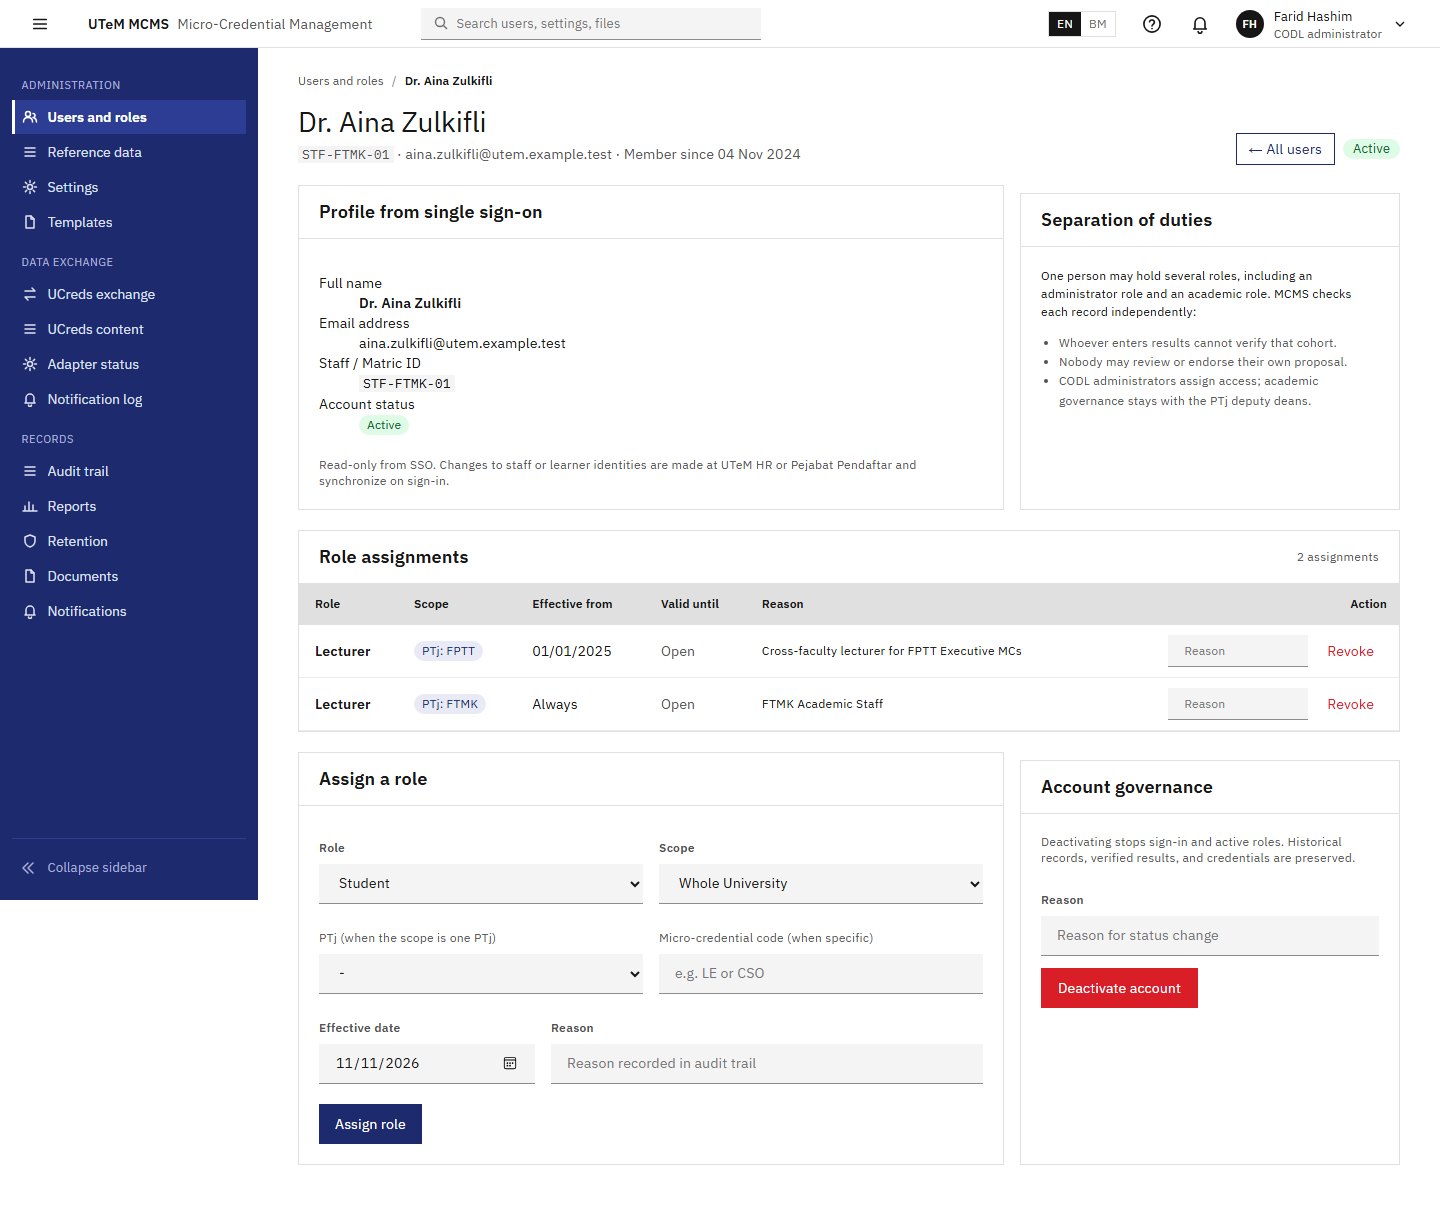 UTeM MCMS Micro-Credential Management
Search users, settings, files
EN BM
FH
Farid Hashim
CODL administrator
ADMINISTRATION
Users and roles
Reference data
Settings
Templates
DATA EXCHANGE
UCreds exchange
UCreds content
Adapter status
Notification log
RECORDS
Audit trail
Reports
Retention
Documents
Notifications
Collapse sidebar
Users and roles / Dr. Aina Zulkifli
Dr. Aina Zulkifli
STF-FTMK-01 · aina.zulkifli@utem.example.test · Member since 04 Nov 2024
← All users
Active
Profile from single sign-on
Full name
Dr. Aina Zulkifli
Email address
aina.zulkifli@utem.example.test
Staff / Matric ID
STF-FTMK-01
Account status
Active
Read-only from SSO. Changes to staff or learner identities are made at UTeM HR or Pejabat Pendaftar and
synchronize on sign-in.
Separation of duties
One person may hold several roles, including an
administrator role and an academic role. MCMS checks
each record independently:
• Whoever enters results cannot verify that cohort.
• Nobody may review or endorse their own proposal.
• CODL administrators assign access; academic
governance stays with the PTj deputy deans.
Role assignments
2 assignments
Role Scope Effective from Valid until Reason Action
Lecturer PTj: FPTT 01/01/2025 Open Cross-faculty lecturer for FPTT Executive MCs Reason Revoke
Lecturer PTj: FTMK Always Open FTMK Academic Staff Reason Revoke
Assign a role
Role Scope
Student Whole University
PTj (when the scope is one PTj) Micro-credential code (when specific)
- e.g. LE or CSO
Effective date Reason
11/11/2026 Reason recorded in audit trail
Assign role
Account governance
Deactivating stops sign-in and active roles. Historical
records, verified results, and credentials are preserved.
Reason
Reason for status change
Deactivate account